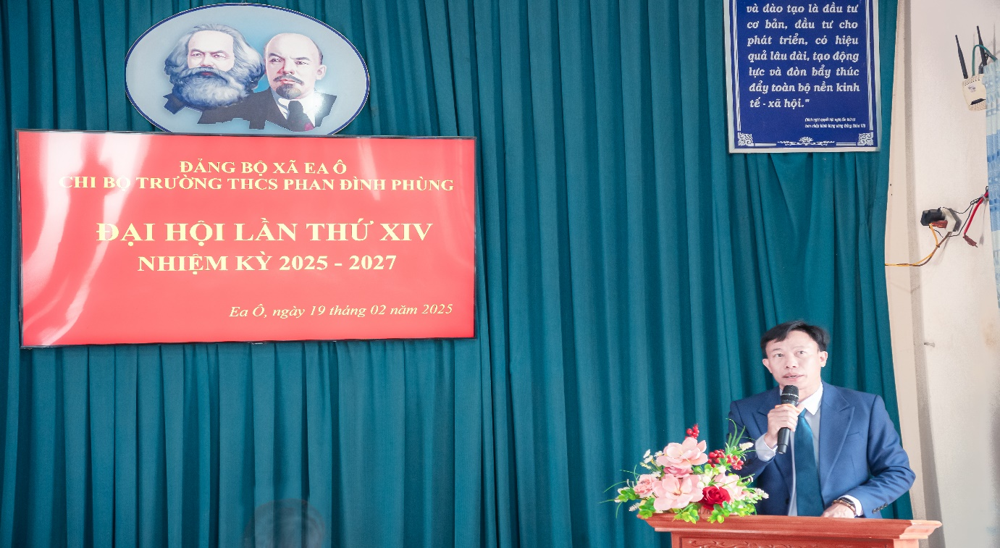 ĐẢNG BỘ XÃ EA Ô
CHI BỘ TRƯỜNG THCS PHAN ĐÌNH PHÙNG
ĐẠI HỘI LẦN THỨ XIV
NHIỆM KỲ 2025 - 2027
Ea Ô, ngày 19 tháng 02 năm 2025
và đào tạo là đầu tư
cơ bản, đầu tư cho
phát triển, có hiệu
quả lâu dài, tạo động
lực và đòn bẩy thúc
đẩy toàn bộ nền kinh
tế - xã hội."